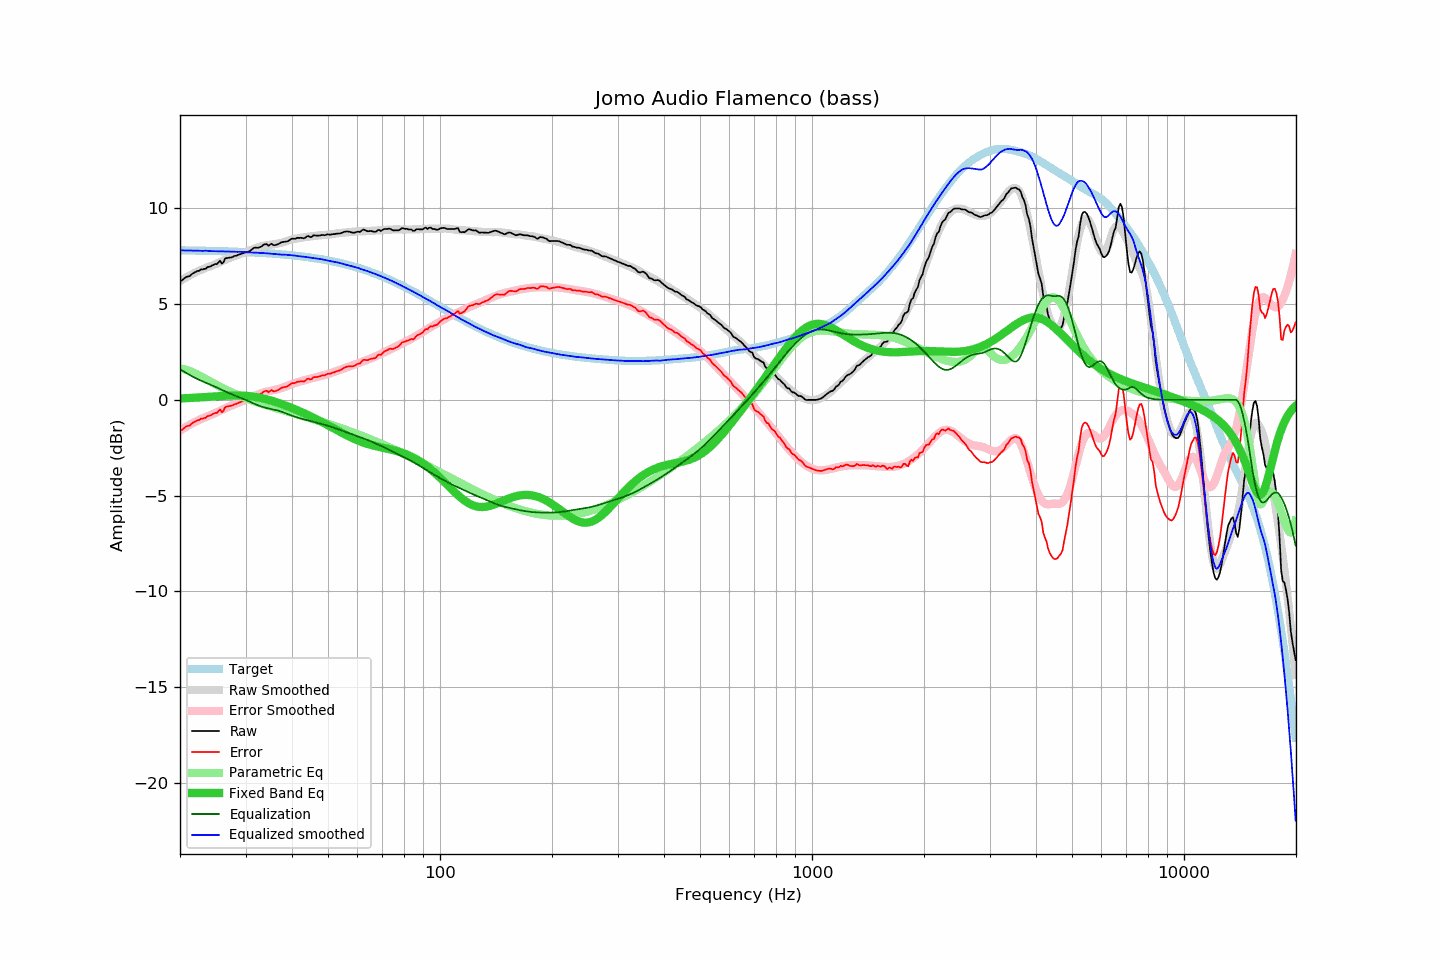 Jomo Audio Flamenco (bass)
10
5
0
−5
−10
−15
−20
Amplitude (dBr)
Target
Raw Smoothed
Error Smoothed
Raw
Error
Parametric Eq
Fixed Band Eq
Equalization
Equalized smoothed
100
1000
10000
Frequency (Hz)